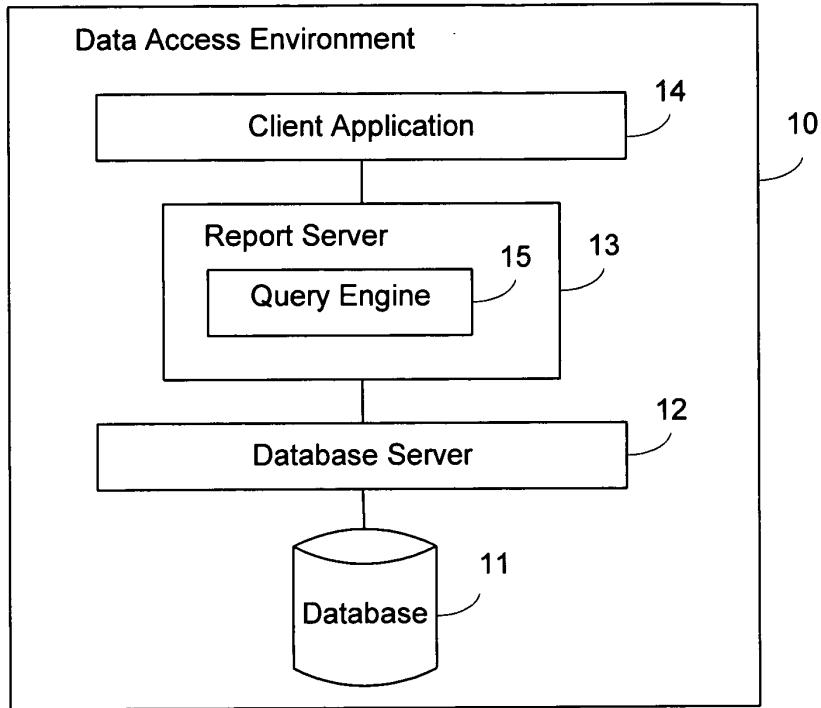 Data Access Environment
14
Client Application
10
Report Server
13
15
Query Engine
12
Database Server
11
Database